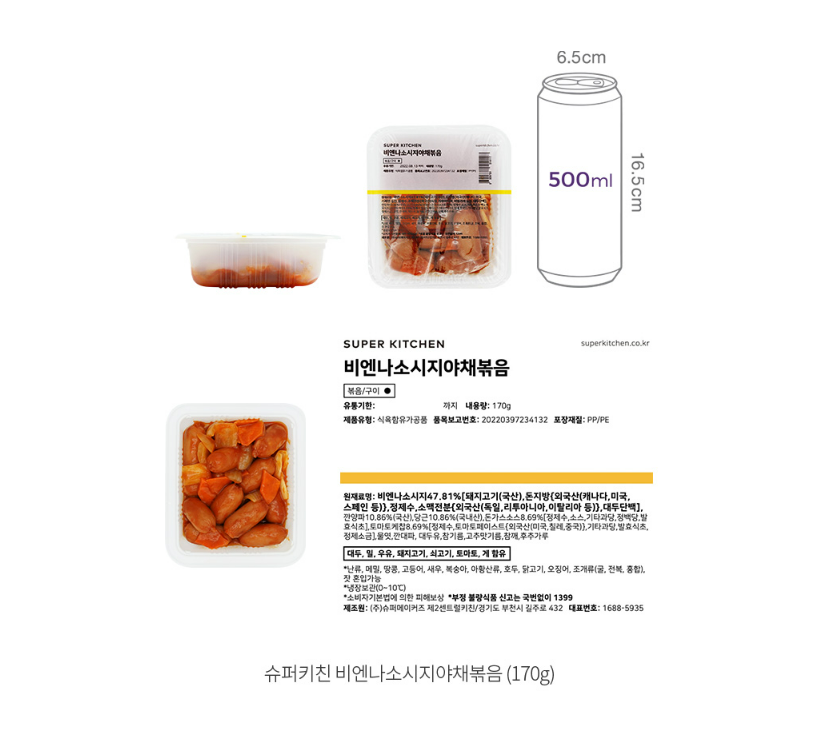 6.5cm
500ml
16.5cm
SUPER KITCHEN
비엔나소시지야채볶음
SUPER KITCHEN
superkitchen.co.kr
비엔나소시지야채볶음
볶음/구이 ●
유통기한: 까지 내용량: 170g
제품유형: 식육함유가공품 품목보고번호: 20220397234132 포장재질: PP/PE
원재료명: 비엔나소시지47.81%[돼지고기(국산),돈지방{외국산(캐나다,미국,
스페인 등)},정제수,소맥전분{외국산(독일,리투아니아,이탈리아 등)},대두단백],
깐양파10.86%(국산),당근10.86%(국내산),돈가스소스8.69%[정제수,소스,기타과당,정백당,발
효식초],토마토케찹8.69%[정제수,토마토페이스트{외국산(미국,칠레,중국)},기타과당,발효식초,
정제소금],물엿,깐대파, 대두유,참기름,고추맛기름,참깨,후추가루
대두, 밀, 우유, 돼지고기, 쇠고기, 토마토, 게 함유
*난류, 메밀, 땅콩, 고등어, 새우, 복숭아, 아황산류, 호두, 닭고기, 오징어, 조개류(굴, 전복, 홍합),
잣 혼입가능
*냉장보관(0~10℃)
*소비자기본법에 의한 피해보상 *부정 불량식품 신고는 국번없이 1399
제조원: (주)슈퍼메이커즈 제2센트럴키친/경기도 부천시 길주로 432 대표번호: 1688-5935
슈퍼키친 비엔나소시지야채볶음 (170g)